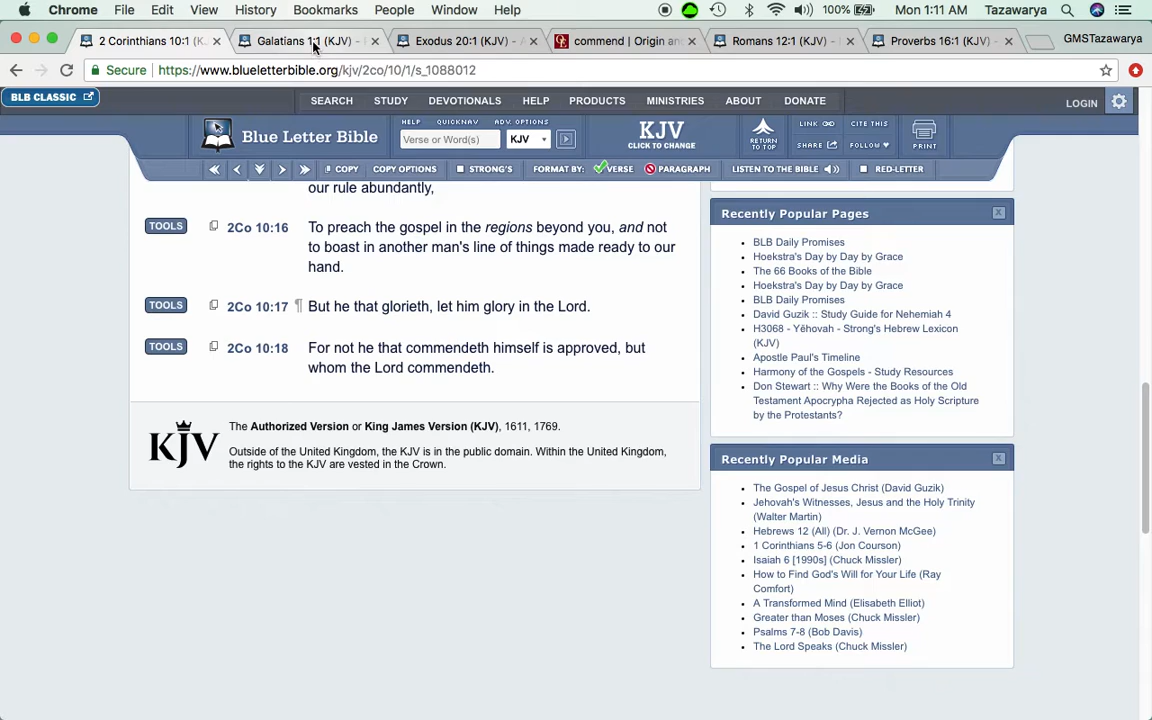 Chrome File Edit View History Bookmarks People Window Help 100% Mon 1:11 AM Tazawarya
2 Corinthians 10:1 (KJV) Galatians 1:1 (KJV) - Exodus 20:1 (KJV) - A commend | Origin an Romans 12:1 (KJV) - Proverbs 16:1 (KJV) - GMSTazawarya
Secure https://www.blueletterbible.org/kjv/2co/10/1/s_1088012
BLB CLASSIC SEARCH STUDY DEVOTIONALS HELP PRODUCTS MINISTRIES ABOUT DONATE LOGIN
HELP QUICKNAV ADV. OPTIONS
Blue Letter Bible Verse or Word(s) KJV
KJV
CLICK TO CHANGE
RETURN TO TOP
LINK CITE THIS
SHARE FOLLOW
PRINT
COPY COPY OPTIONS STRONG'S FORMAT BY: VERSE PARAGRAPH LISTEN TO THE BIBLE RED-LETTER
our rule abundantly,
TOOLS 2Co 10:16 To preach the gospel in the regions beyond you, and not
to boast in another man's line of things made ready to our
hand.
TOOLS 2Co 10:17 ¶ But he that glorieth, let him glory in the Lord.
TOOLS 2Co 10:18 For not he that commendeth himself is approved, but
whom the Lord commendeth.
KJV
The Authorized Version or King James Version (KJV), 1611, 1769.
Outside of the United Kingdom, the KJV is in the public domain. Within the United Kingdom,
the rights to the KJV are vested in the Crown.
Recently Popular Pages
BLB Daily Promises
Hoekstra's Day by Day by Grace
The 66 Books of the Bible
Hoekstra's Day by Day by Grace
BLB Daily Promises
David Guzik :: Study Guide for Nehemiah 4
H3068 - Yĕhovah - Strong's Hebrew Lexicon
(KJV)
Apostle Paul's Timeline
Harmony of the Gospels - Study Resources
Don Stewart :: Why Were the Books of the Old
Testament Apocrypha Rejected as Holy Scripture
by the Protestants?
Recently Popular Media
The Gospel of Jesus Christ (David Guzik)
Jehovah's Witnesses, Jesus and the Holy Trinity
(Walter Martin)
Hebrews 12 (All) (Dr. J. Vernon McGee)
1 Corinthians 5-6 (Jon Courson)
Isaiah 6 [1990s] (Chuck Missler)
How to Find God's Will for Your Life (Ray
Comfort)
A Transformed Mind (Elisabeth Elliot)
Greater than Moses (Chuck Missler)
Psalms 7-8 (Bob Davis)
The Lord Speaks (Chuck Missler)